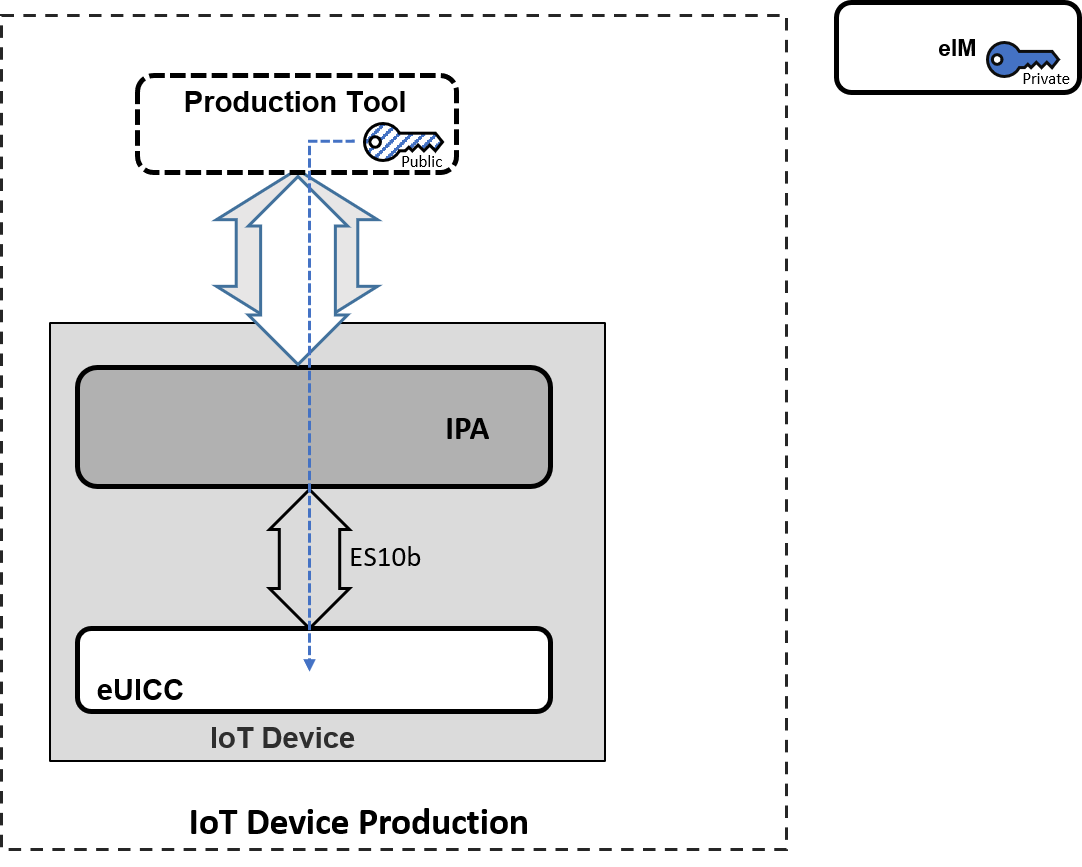 eIM
Private
Production Tool
Public
IPA
ES10b
eUICC
IoT Device
IoT Device Production